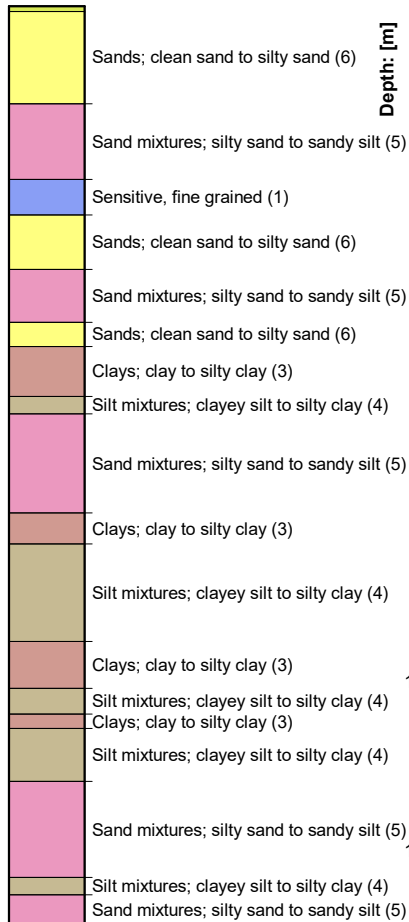 Sands; clean sand to silty sand (6)
Depth: [m]
Sand mixtures; silty sand to sandy silt (5)
Sensitive, fine grained (1)
Sands; clean sand to silty sand (6)
Sand mixtures; silty sand to sandy silt (5)
Sands; clean sand to silty sand (6)
Clays; clay to silty clay (3)
Silt mixtures; clayey silt to silty clay (4)
Sand mixtures; silty sand to sandy silt (5)
Clays; clay to silty clay (3)
Silt mixtures; clayey silt to silty clay (4)
Clays; clay to silty clay (3)
Silt mixtures; clayey silt to silty clay (4)
Clays; clay to silty clay (3)
Silt mixtures; clayey silt to silty clay (4)
Sand mixtures; silty sand to sandy silt (5)
Silt mixtures; clayey silt to silty clay (4)
Sand mixtures; silty sand to sandy silt (5)